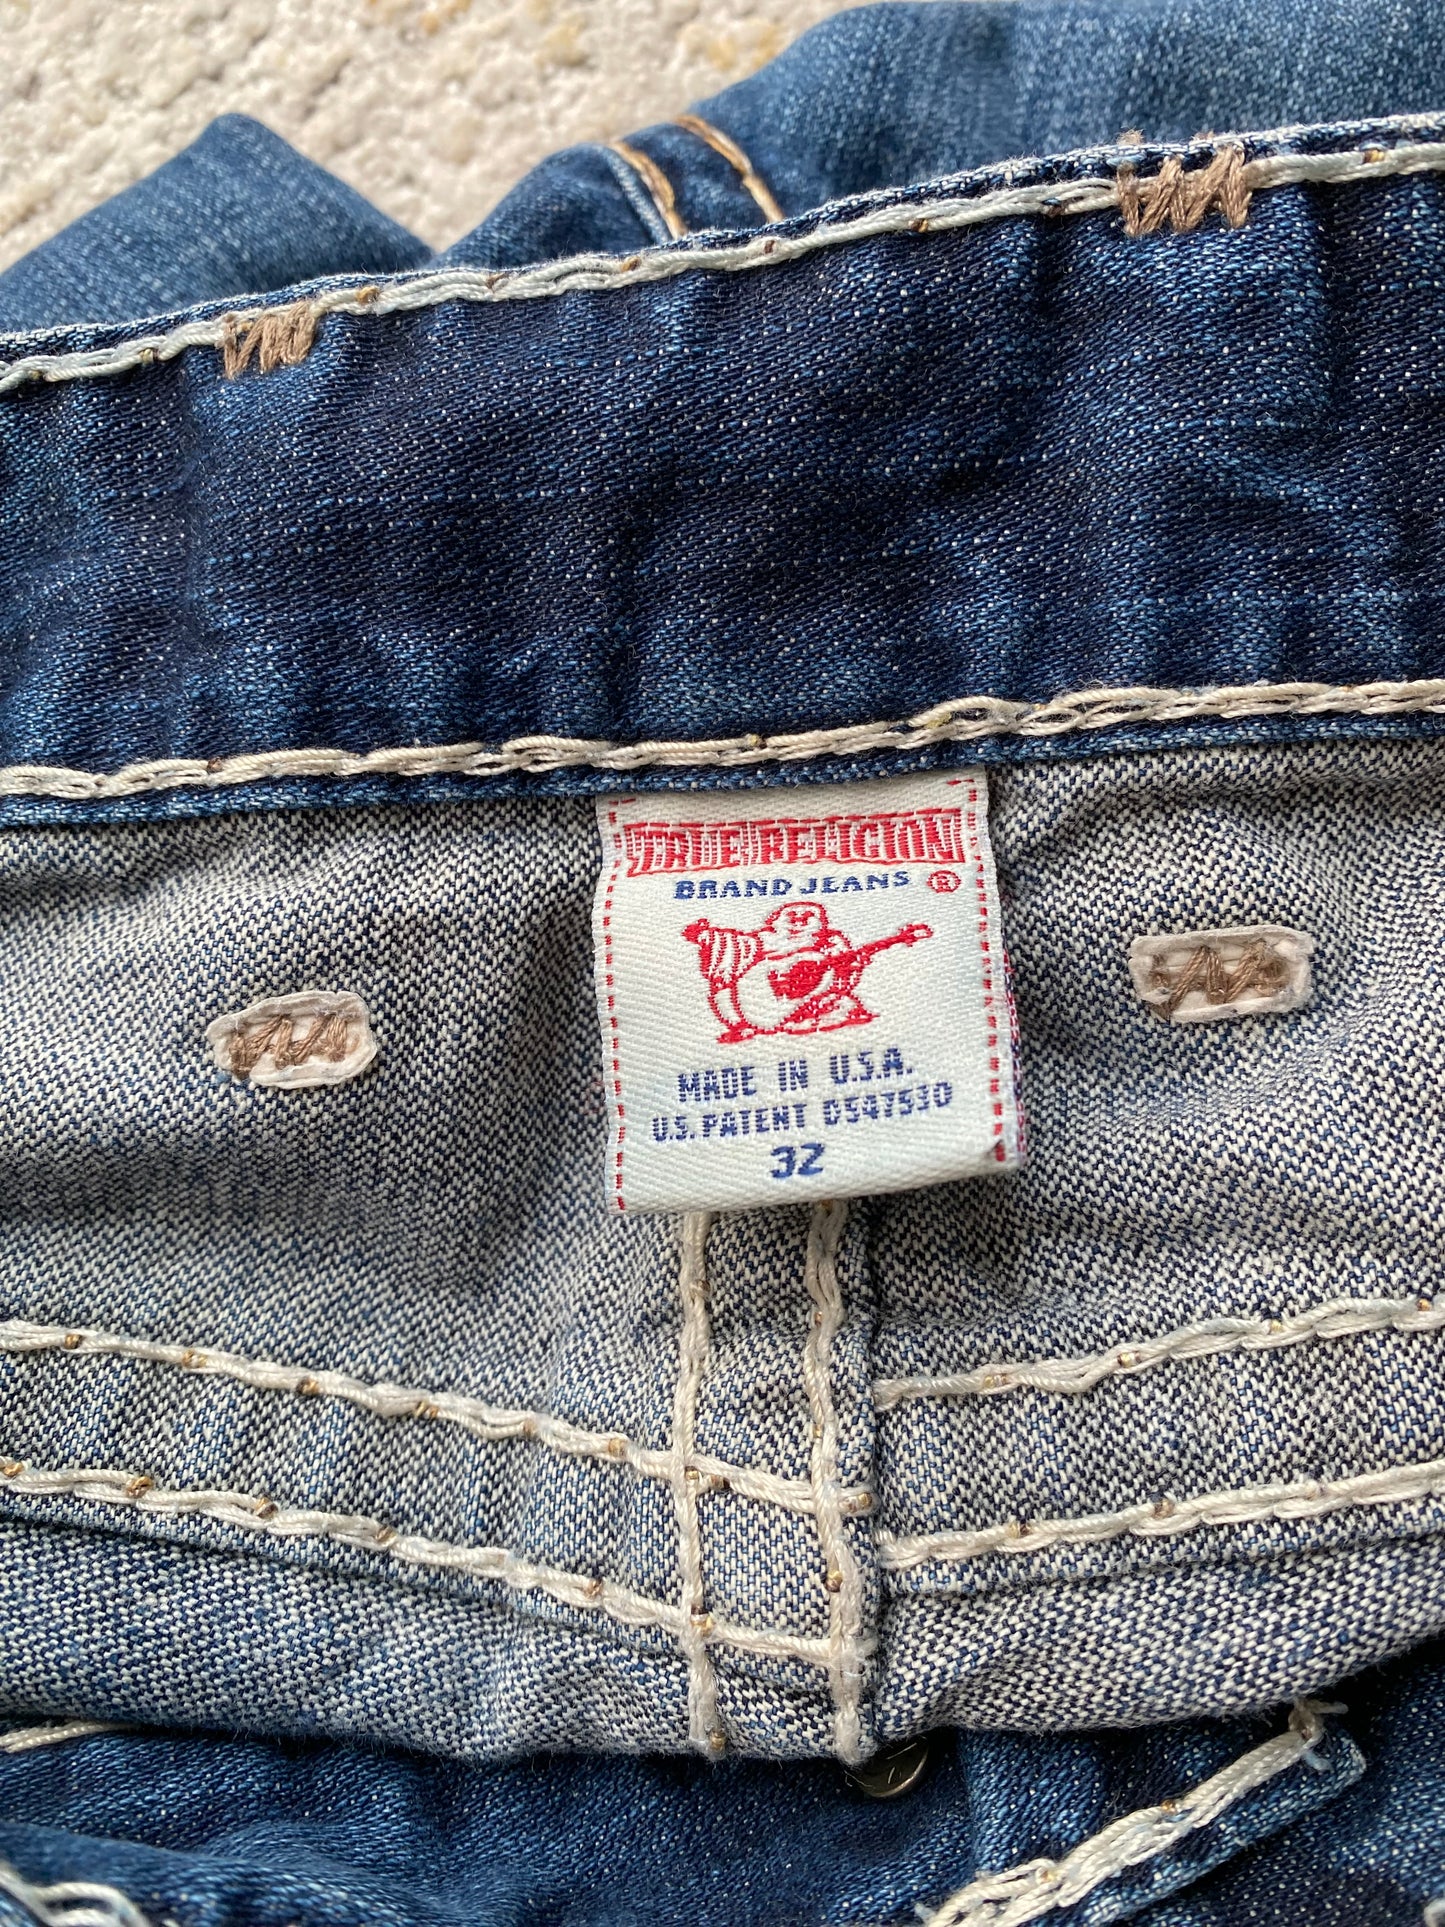 TRUE RELIGION
BRAND JEANS ®
MADE IN U.S.A.
U.S. PATENT D547530
32